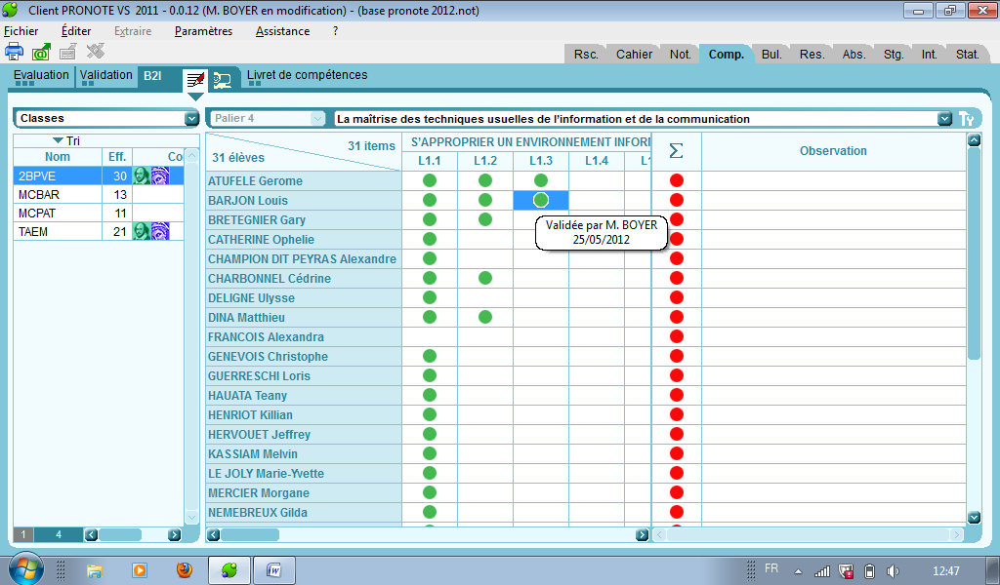 Client PRONOTE VS 2011 - 0.0.12 (M. BOYER en modification) - (base pronote 2012.not)
Fichier Éditer Extraire Paramètres Assistance ?
Rsc. Cahier Not. Comp. Bul. Res. Abs. Stg. Int. Stat.
Evaluation Validation B2I Livret de compétences
Classes Palier 4 La maîtrise des techniques usuelles de l'information et de la communication
Tri
Nom Eff. Co
2BPVE 30
MCBAR 13
MCPAT 11
TAEM 21
31 items
31 élèves
S'APPROPRIER UN ENVIRONNEMENT INFORI
L1.1 L1.2 L1.3 L1.4 L1
Σ Observation
ATUFELE Gerome
BARJON Louis
BRETEGNIER Gary
CATHERINE Ophelie
CHAMPION DIT PEYRAS Alexandre
CHARBONNEL Cédrine
DELIGNE Ulysse
DINA Matthieu
FRANCOIS Alexandra
GENEVOIS Christophe
GUERRESCHI Loris
HAUATA Teany
HENRIOT Killian
HERVOUET Jeffrey
KASSIAM Melvin
LE JOLY Marie-Yvette
MERCIER Morgane
NEMEBREUX Gilda
Validée par M. BOYER
25/05/2012
1 4
FR 12:47